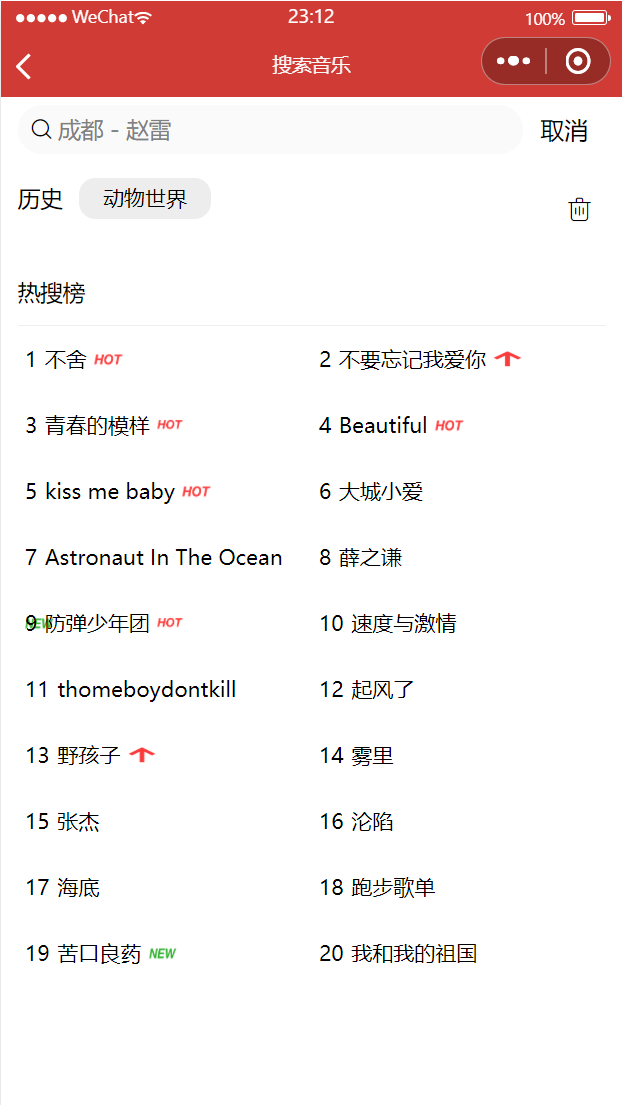 WeChat 23:12 100%
搜索音乐
成都 - 赵雷 取消
历史 动物世界
热搜榜
1 不舍 HOT 2 不要忘记我爱你
3 青春的模样 HOT 4 Beautiful HOT
5 kiss me baby HOT 6 大城小爱
7 Astronaut In The Ocean 8 薛之谦
NEW 9 防弹少年团 HOT 10 速度与激情
11 thomeboydontkill 12 起风了
13 野孩子 14 雾里
15 张杰 16 沦陷
17 海底 18 跑步歌单
19 苦口良药 NEW 20 我和我的祖国